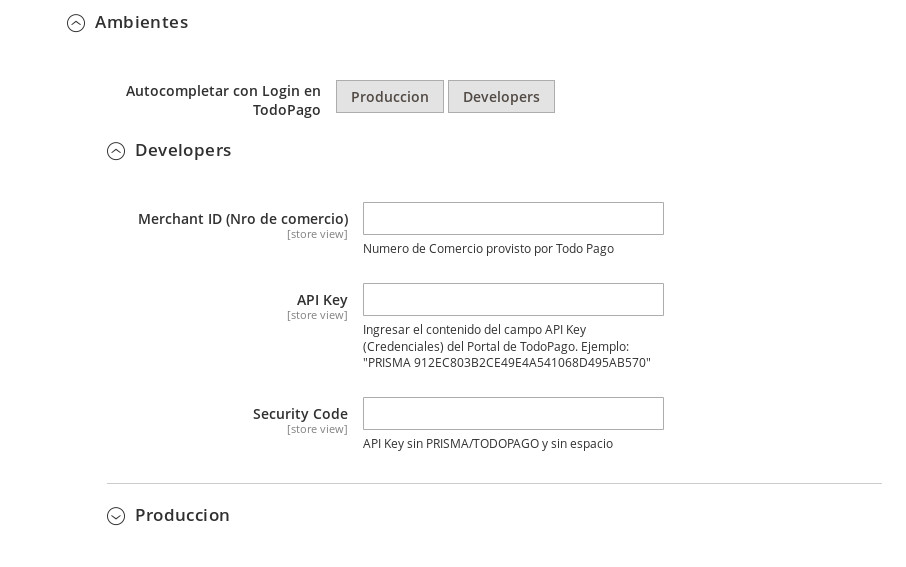 Ambientes
Autocompletar con Login en
TodoPago
Produccion
Developers
Developers
Merchant ID (Nro de comercio)
[store view]
Numero de Comercio provisto por Todo Pago
API Key
[store view]
Ingresar el contenido del campo API Key
(Credenciales) del Portal de TodoPago. Ejemplo:
"PRISMA 912EC803B2CE49E4A541068D495AB570"
Security Code
[store view]
API Key sin PRISMA/TODOPAGO y sin espacio
Produccion